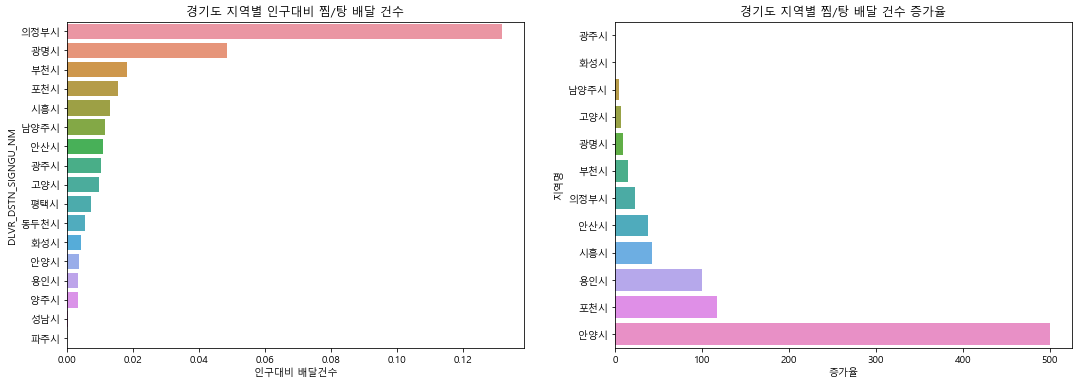 경기도 지역별 인구대비 찜/탕 배달 건수
DLVR_DSTN_SIGNGU_NM
의정부시
광명시
부천시
포천시
시흥시
남양주시
안산시
광주시
고양시
평택시
동두천시
화성시
안양시
용인시
양주시
성남시
파주시
0.00 0.02 0.04 0.06 0.08 0.10 0.12
인구대비 배달건수
경기도 지역별 찜/탕 배달 건수 증가율
지역명
광주시
화성시
남양주시
고양시
광명시
부천시
의정부시
안산시
시흥시
용인시
포천시
안양시
0 100 200 300 400 500
증가율